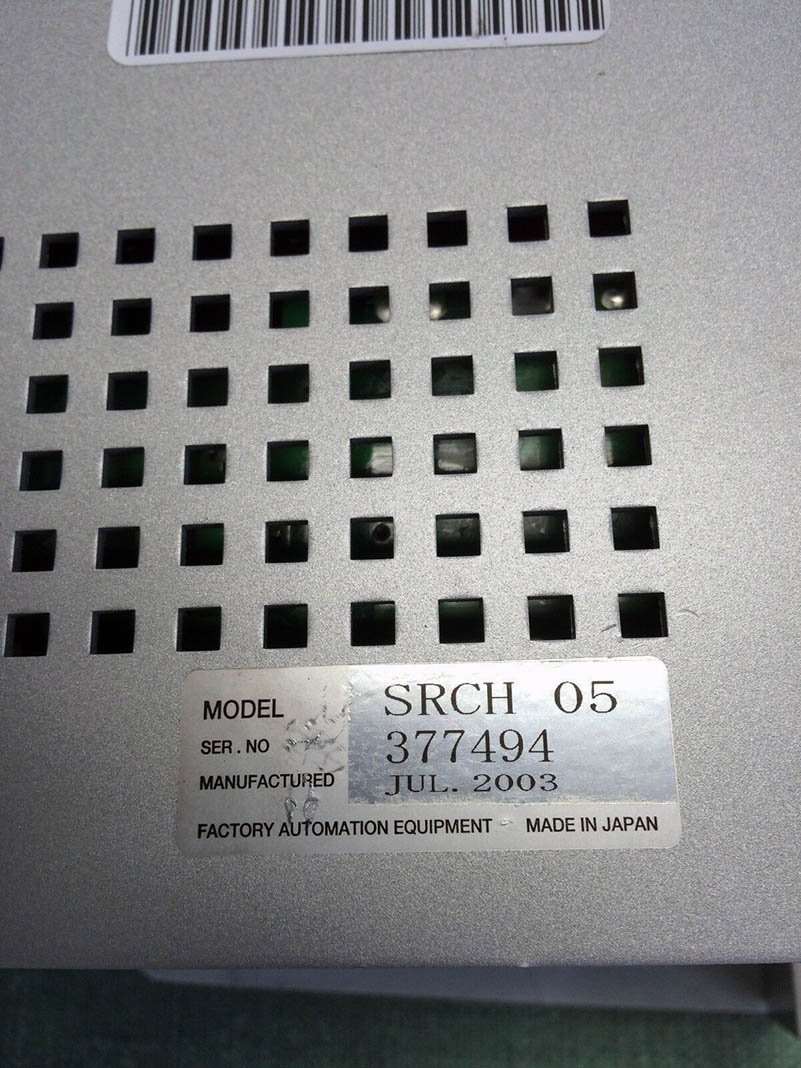 MODEL SRCH 05
SER. NO 377494
MANUFACTURED JUL. 2003
FACTORY AUTOMATION EQUIPMENT MADE IN JAPAN